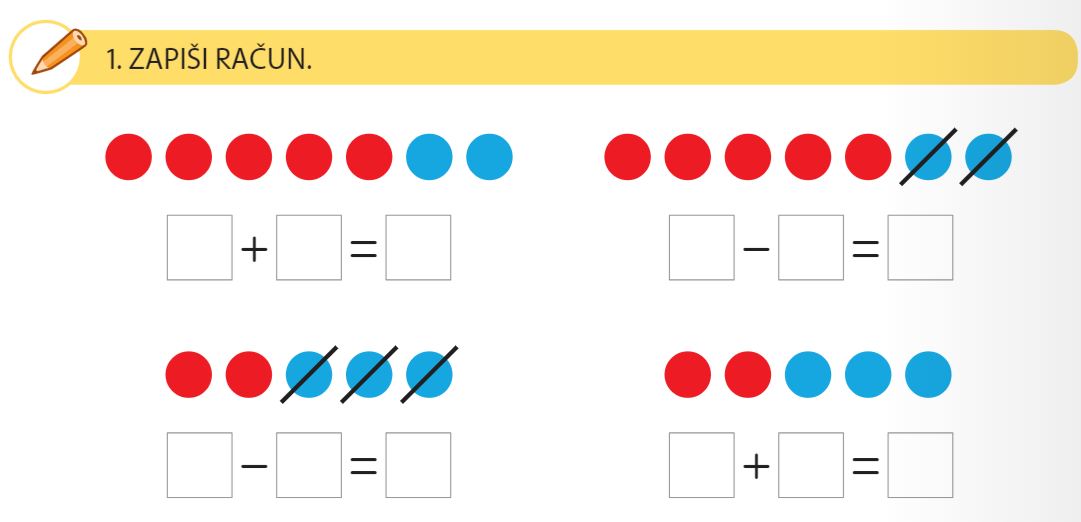 1. ZAPIŠI RAČUN.
+ =
− =
− =
+ =